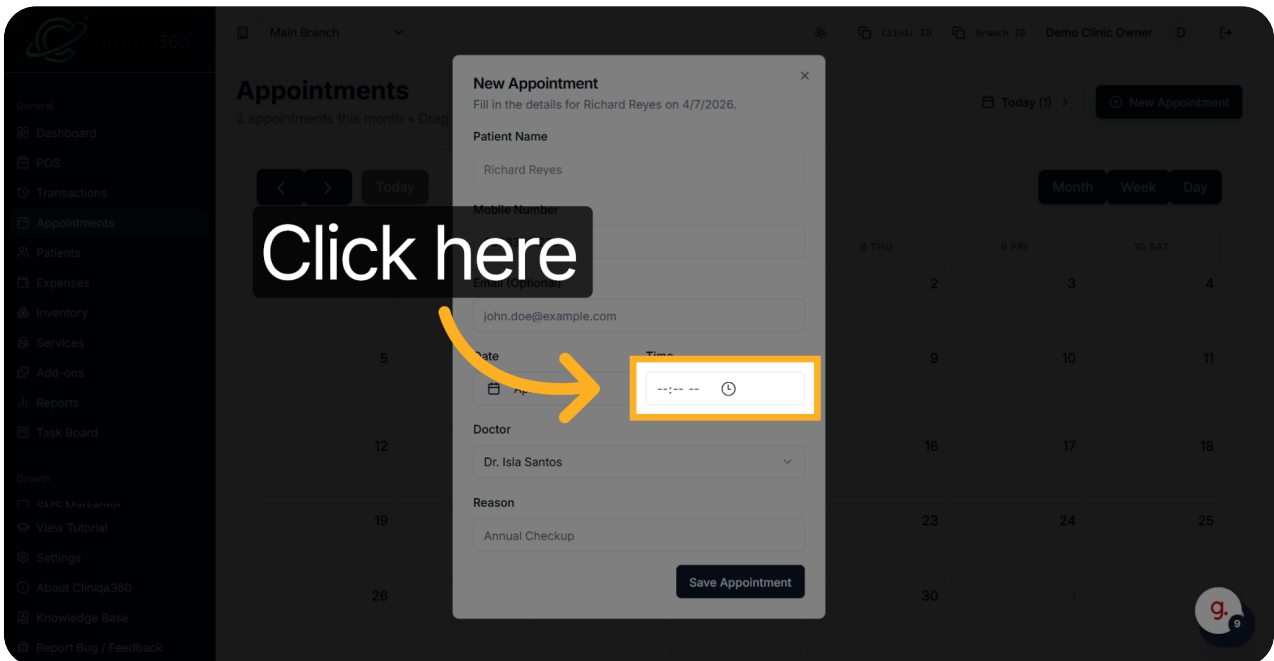 Cliniqa360
Main Branch
Clinic ID
Branch ID
Demo Clinic Owner
D
General
Dashboard
POS
Transactions
Appointments
Patients
Expenses
Inventory
Services
Add-ons
Reports
Task Board
Growth
SMS Marketing
View Tutorial
Settings
About Cliniqa360
Knowledge Base
Report Bug / Feedback
Appointments
2 appointments this month • Drag
Today (1)
New Appointment
Today
Month
Week
Day
9 FRI
10 SAT
2
3
4
5
9
10
11
12
16
17
18
19
23
24
25
26
30
1
New Appointment
Fill in the details for Richard Reyes on 4/7/2026.
Patient Name
Richard Reyes
Mobile Number
Email (Optional)
john.doe@example.com
Date
Time
--:-- --
Doctor
Dr. Isla Santos
Reason
Annual Checkup
Save Appointment
Click here
g.
9